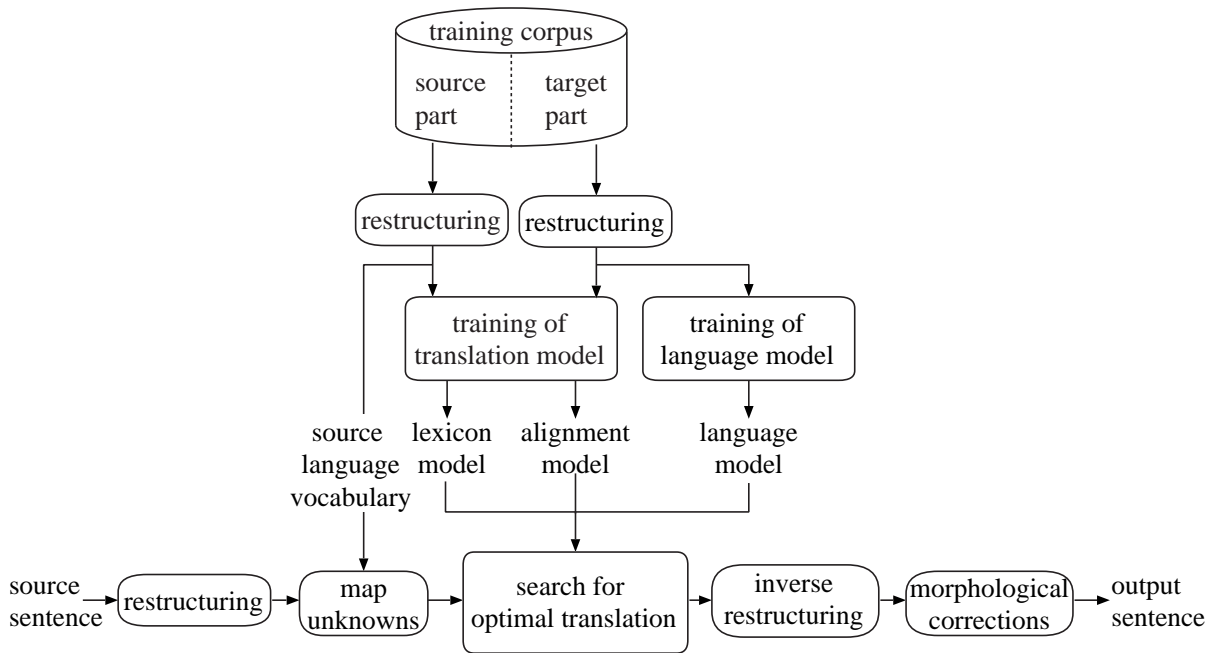 training corpus
source
part
target
part
restructuring
restructuring
training of
translation model
training of
language model
source
language
vocabulary
lexicon
model
alignment
model
language
model
source
sentence
restructuring
map
unknowns
search for
optimal translation
inverse
restructuring
morphological
corrections
output
sentence